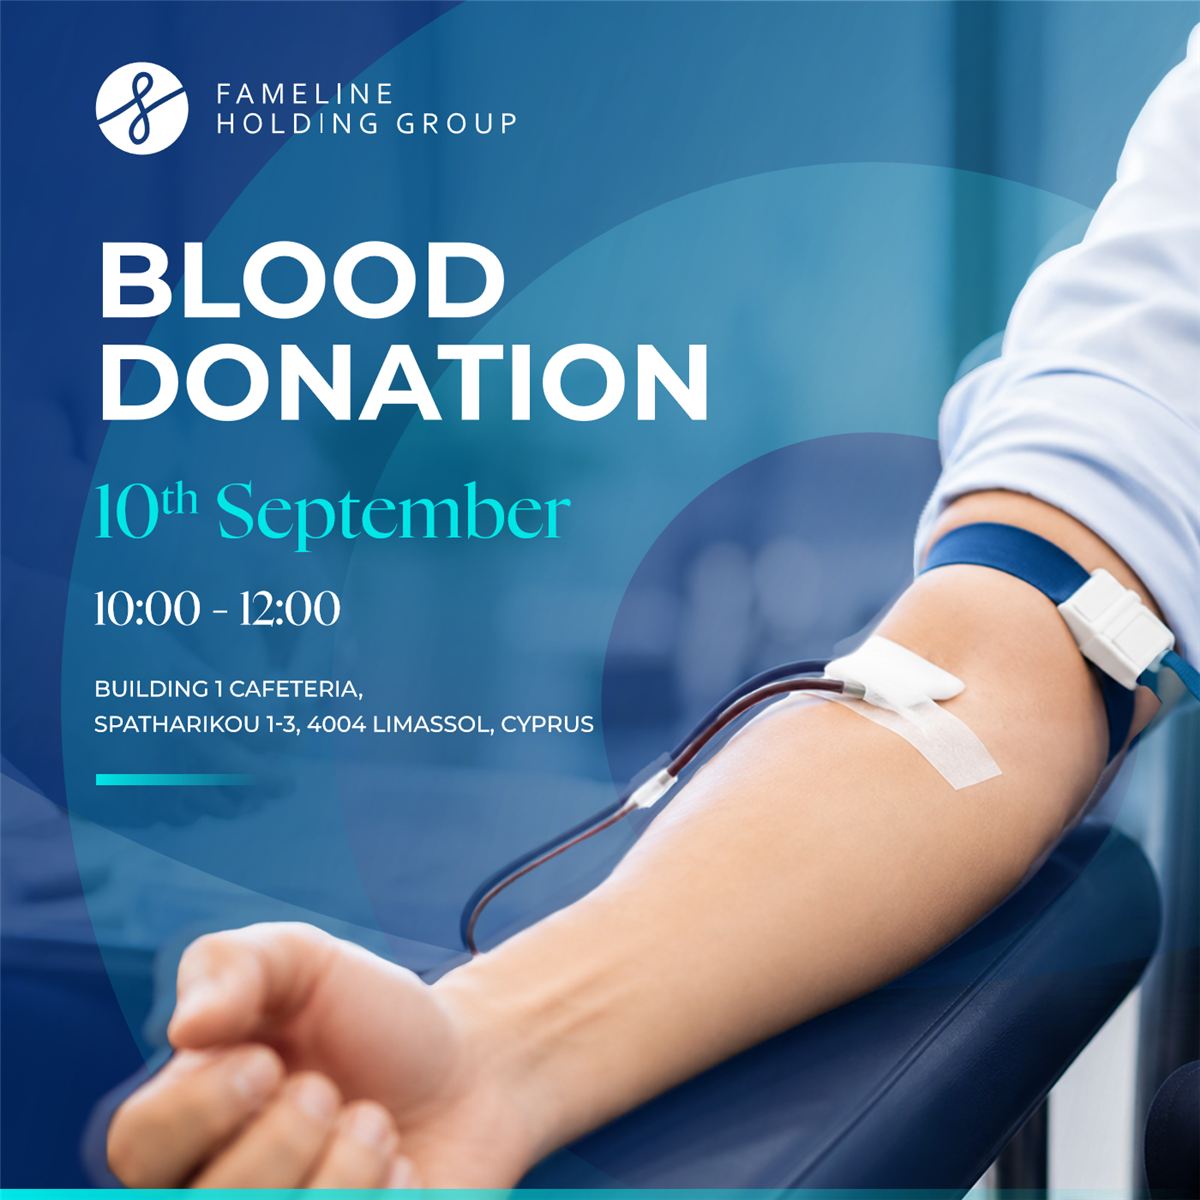 FAMELINE
HOLDING GROUP
BLOOD
DONATION
10th September
10:00 - 12:00
BUILDING 1 CAFETERIA,
SPATHARIKOU 1-3, 4004 LIMASSOL, CYPRUS